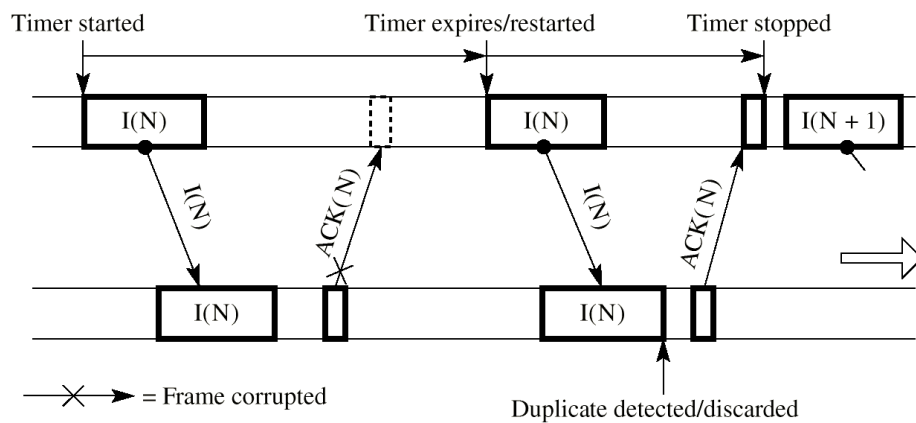 Timer started
Timer expires/restarted
Timer stopped
I(N)
I(N)
I(N + 1)
I(N)
ACK(N)
I(N)
ACK(N)
I(N)
I(N)
= Frame corrupted
Duplicate detected/discarded